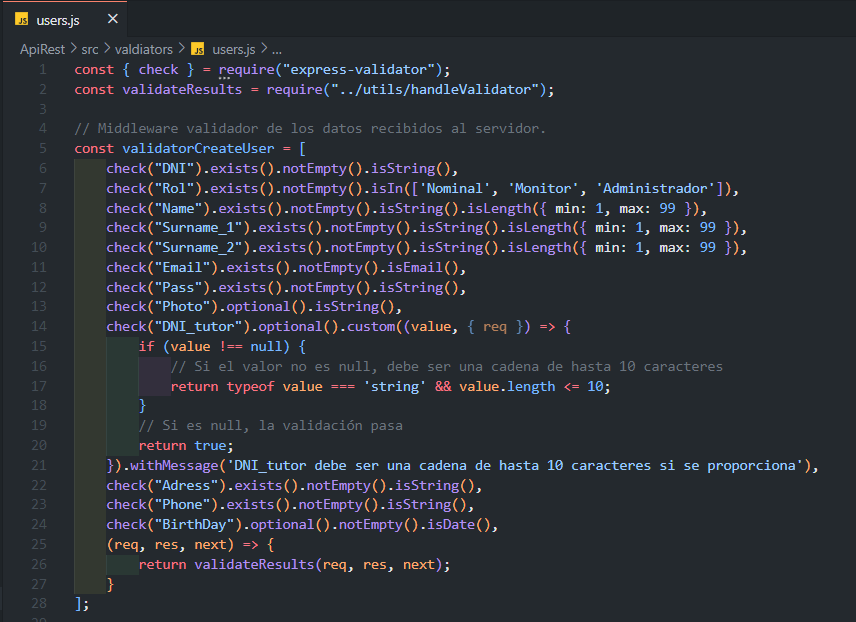 JS users.js ×
ApiRest > src > valdiators > JS users.js > ...
1 const { check } = require("express-validator");
2 const validateResults = require("../utils/handleValidator");
3
4 // Middleware validador de los datos recibidos al servidor.
5 const validatorCreateUser = [
6 check("DNI").exists().notEmpty().isString(),
7 check("Rol").exists().notEmpty().isIn(['Nominal', 'Monitor', 'Administrador']),
8 check("Name").exists().notEmpty().isString().isLength({ min: 1, max: 99 }),
9 check("Surname_1").exists().notEmpty().isString().isLength({ min: 1, max: 99 }),
10 check("Surname_2").exists().notEmpty().isString().isLength({ min: 1, max: 99 }),
11 check("Email").exists().notEmpty().isEmail(),
12 check("Pass").exists().notEmpty().isString(),
13 check("Photo").optional().isString(),
14 check("DNI_tutor").optional().custom((value, { req }) => {
15 if (value !== null) {
16 // Si el valor no es null, debe ser una cadena de hasta 10 caracteres
17 return typeof value === 'string' && value.length <= 10;
18 }
19 // Si es null, la validación pasa
20 return true;
21 }).withMessage('DNI_tutor debe ser una cadena de hasta 10 caracteres si se proporciona'),
22 check("Adress").exists().notEmpty().isString(),
23 check("Phone").exists().notEmpty().isString(),
24 check("BirthDay").optional().notEmpty().isDate(),
25 (req, res, next) => {
26 return validateResults(req, res, next);
27 }
28 ];